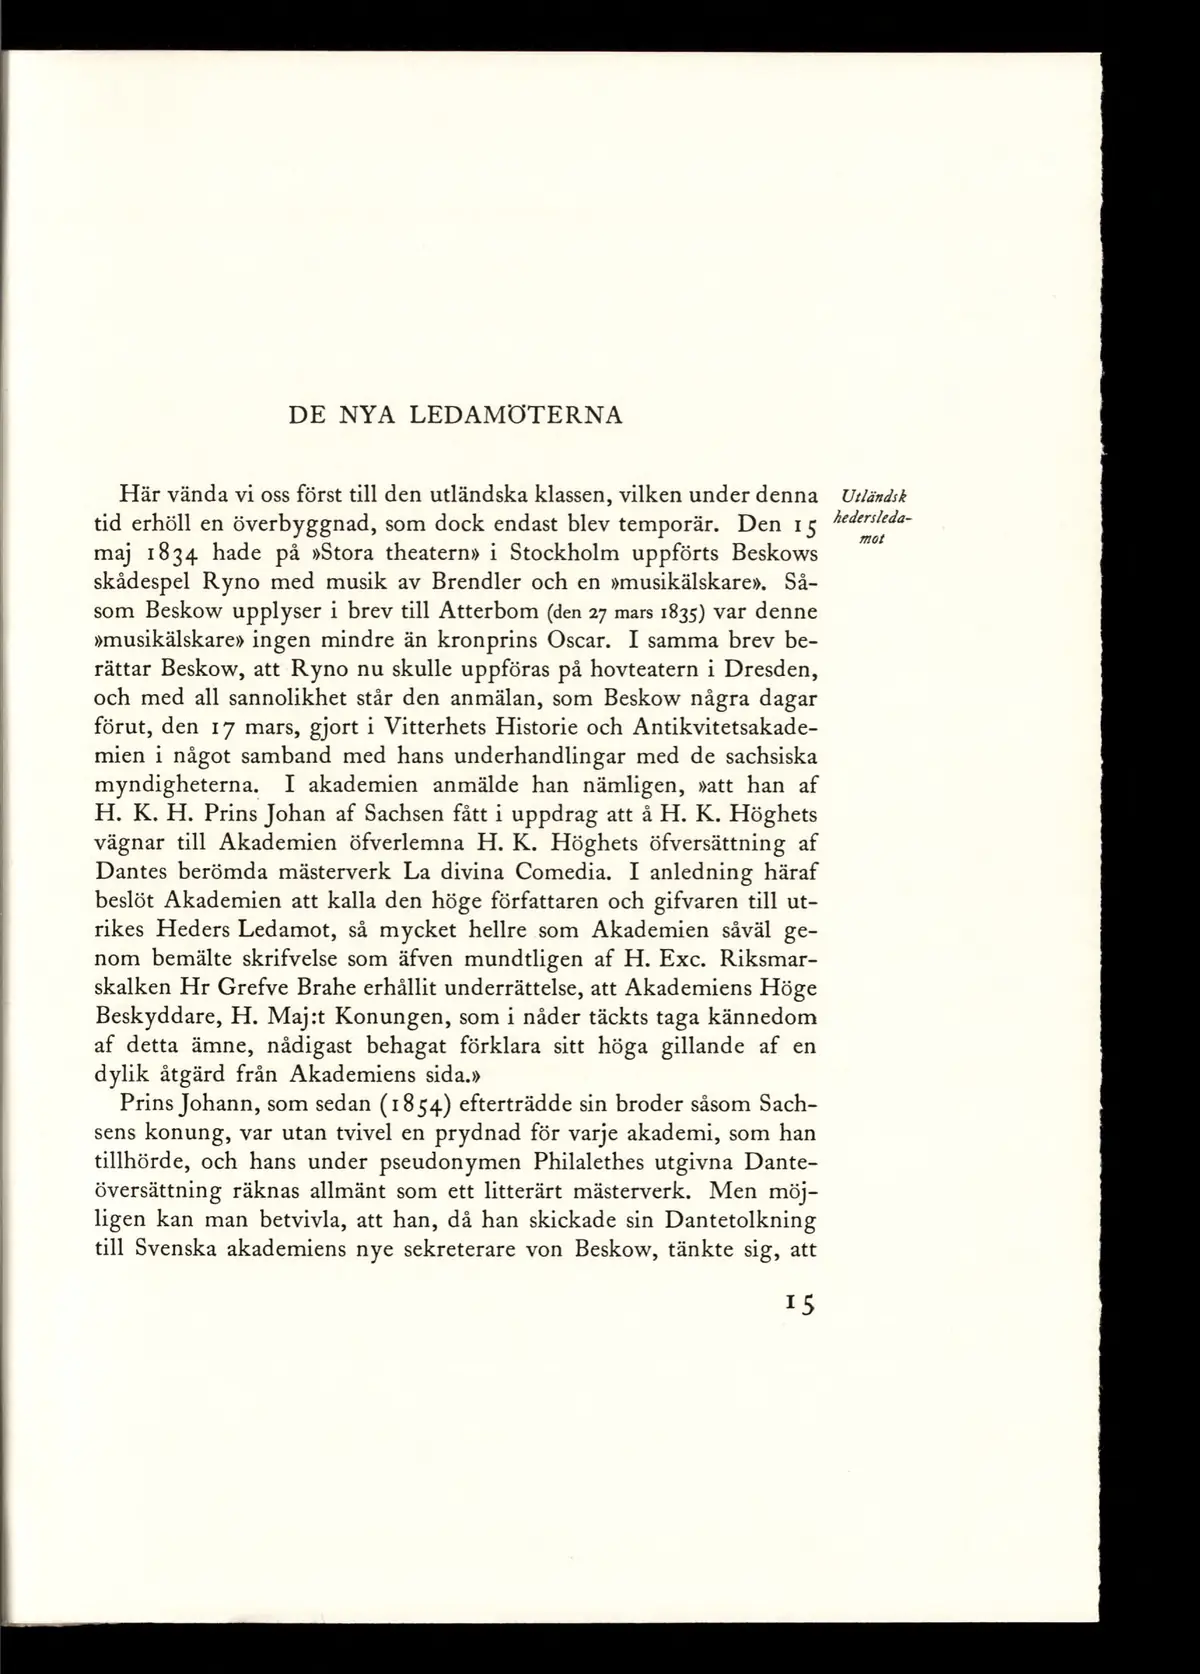 DE NYA LEDAMÖTERNA
Här vända vi oss först till den utländska klassen, vilken under denna
tid erhöll en överbyggnad, som dock endast blev temporär. Den 15
maj 1834 hade på »Stora theatern» i Stockholm uppförts Beskows
skådespel Ryno med musik av Brendler och en »musikälskare». Så-
som Beskow upplyser i brev till Atterbom (den 27 mars 1835) var denne
»musikälskare» ingen mindre än kronprins Oscar. I samma brev be-
rättar Beskow, att Ryno nu skulle uppföras på hovteatern i Dresden,
och med all sannolikhet står den anmälan, som Beskow några dagar
förut, den 17 mars, gjort i Vitterhets Historie och Antikvitetsakade-
mien i något samband med hans underhandlingar med de sachsiska
myndigheterna. I akademien anmälde han nämligen, »att han af
H. K. H. Prins Johan af Sachsen fått i uppdrag att å H. K. Höghets
vägnar till Akademien öfverlemna H. K. Höghets öfversättning af
Dantes berömda mästerverk La divina Comedia. I anledning häraf
beslöt Akademien att kalla den höge författaren och gifvaren till ut-
rikes Heders Ledamot, så mycket hellre som Akademien såväl ge-
nom bemälte skrifvelse som äfven mundtligen af H. Exc. Riksmar-
skalken Hr Grefve Brahe erhållit underrättelse, att Akademiens Höge
Beskyddare, H. Maj:t Konungen, som i nåder täckts taga kännedom
af detta ämne, nådigast behagat förklara sitt höga gillande af en
dylik åtgärd från Akademiens sida.»
Prins Johann, som sedan (1854) efterträdde sin broder såsom Sach-
sens konung, var utan tvivel en prydnad för varje akademi, som han
tillhörde, och hans under pseudonymen Philalethes utgivna Dante-
översättning räknas allmänt som ett litterärt mästerverk. Men möj-
ligen kan man betvivla, att han, då han skickade sin Dantetolkning
till Svenska akademiens nye sekreterare von Beskow, tänkte sig, att
Utländsk
hedersleda-
mot
15